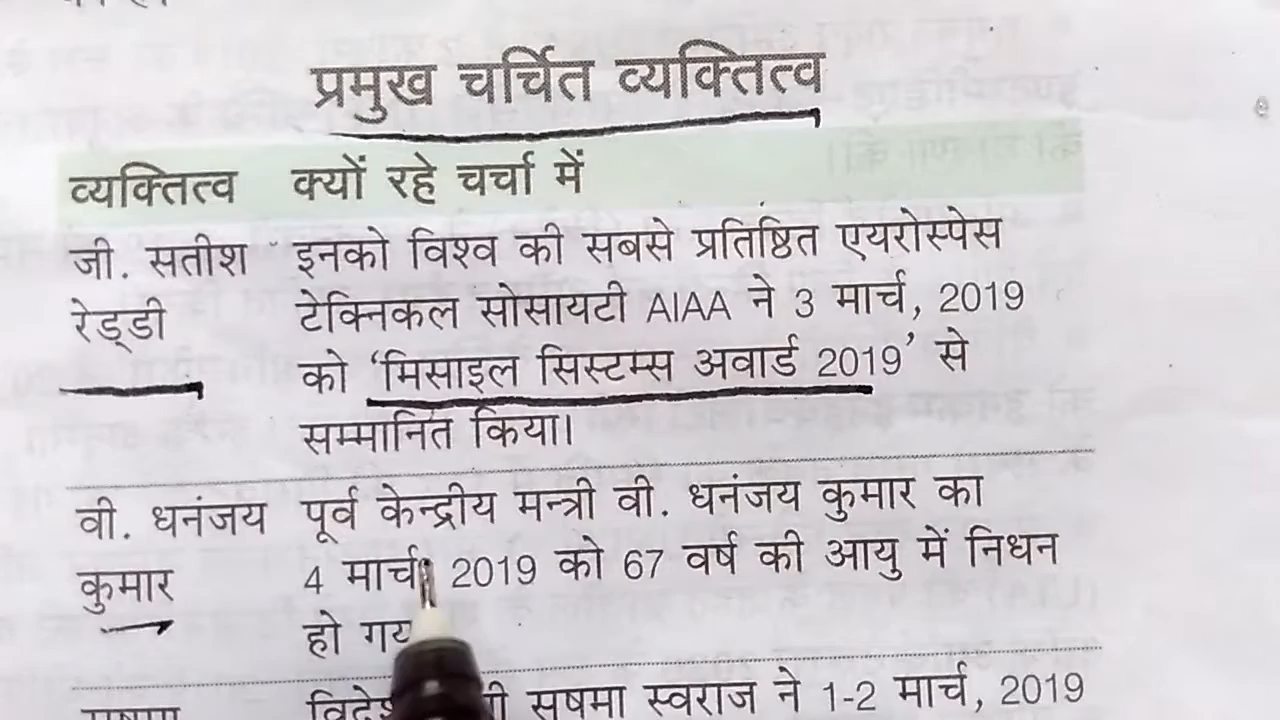 प्रमुख चर्चित व्यक्तित्व
व्यक्तित्व क्यों रहे चर्चा में
जी. सतीश इनको विश्व की सबसे प्रतिष्ठित एयरोस्पेस
रेड्डी टेक्निकल सोसायटी AIAA ने 3 मार्च, 2019
को ‘मिसाइल सिस्टम्स अवार्ड 2019’ से
सम्मानित किया।
वी. धनंजय पूर्व केन्द्रीय मन्त्री वी. धनंजय कुमार का
कुमार 4 मार्च 2019 को 67 वर्ष की आयु में निधन
हो
सुषमा स्वराज ने 1-2 मार्च, 2019